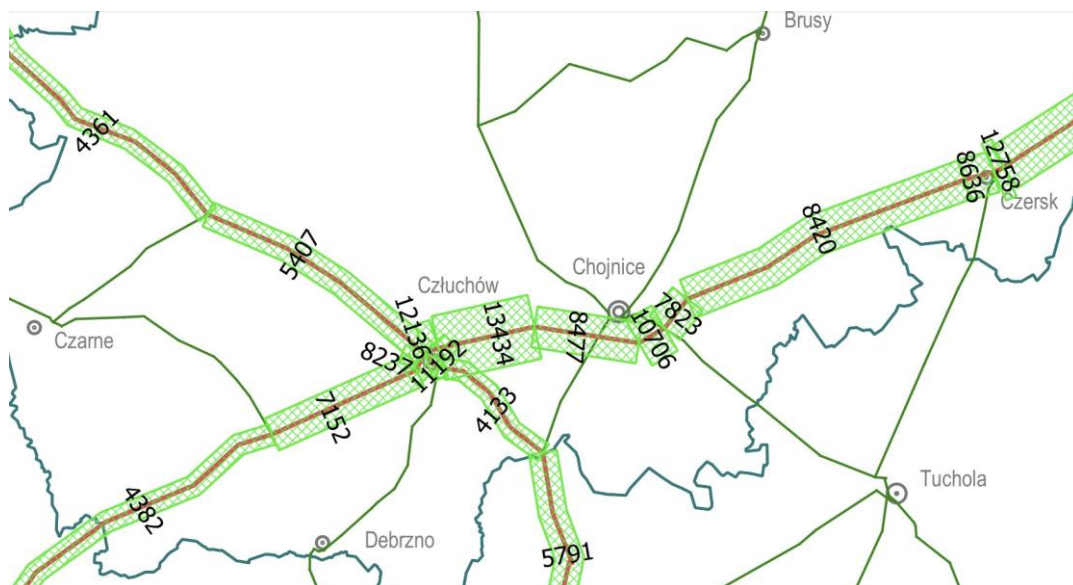 Brusy
4361
12758
8636
Czersk
5407
8420
Chojnice
Człuchów
12136
13434
8477
10706
7823
Czarne
8237
11192
7152
4133
4382
Tuchola
Debrzno
5791